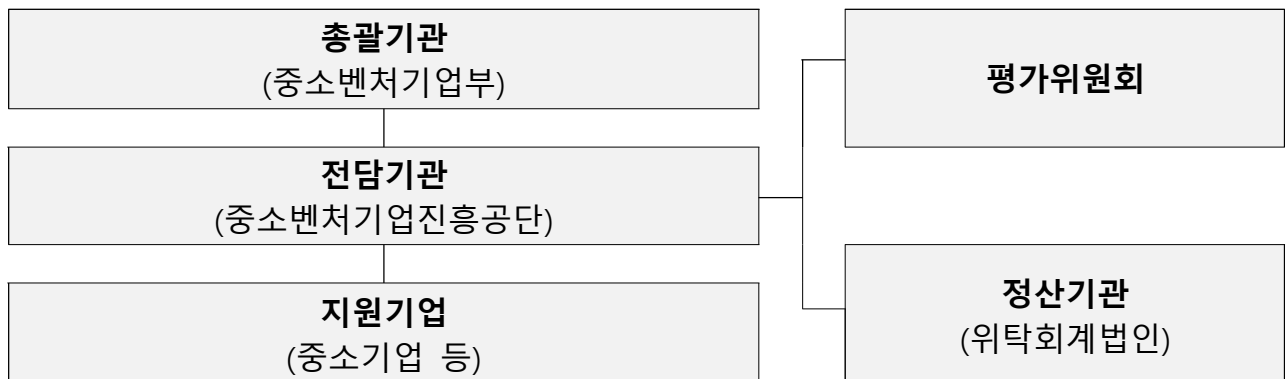 총괄기관
(중소벤처기업부)
전담기관
(중소벤처기업진흥공단)
지원기업
(중소기업 등)
평가위원회
정산기관
(위탁회계법인)